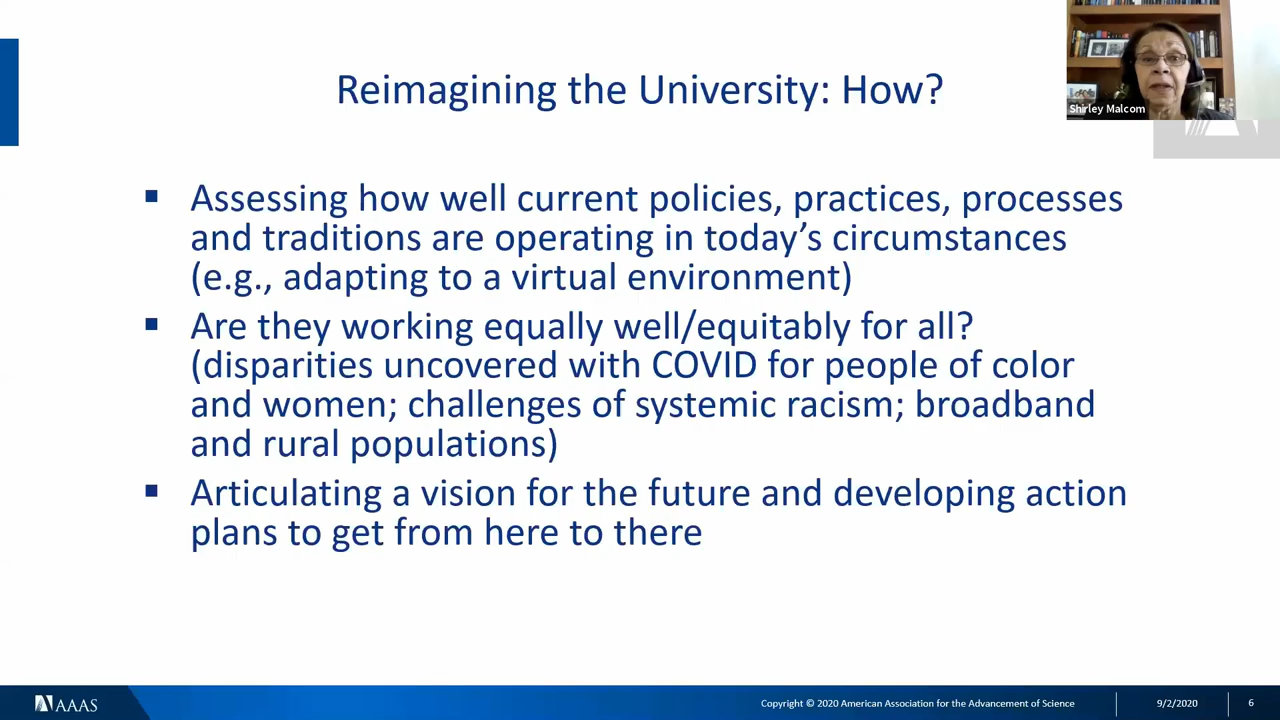 Reimagining the University: How?
Shirley Malcom
▪ Assessing how well current policies, practices, processes
and traditions are operating in today’s circumstances
(e.g., adapting to a virtual environment)
▪ Are they working equally well/equitably for all?
(disparities uncovered with COVID for people of color
and women; challenges of systemic racism; broadband
and rural populations)
▪ Articulating a vision for the future and developing action
plans to get from here to there
AAAS
Copyright © 2020 American Association for the Advancement of Science
9/2/2020
6